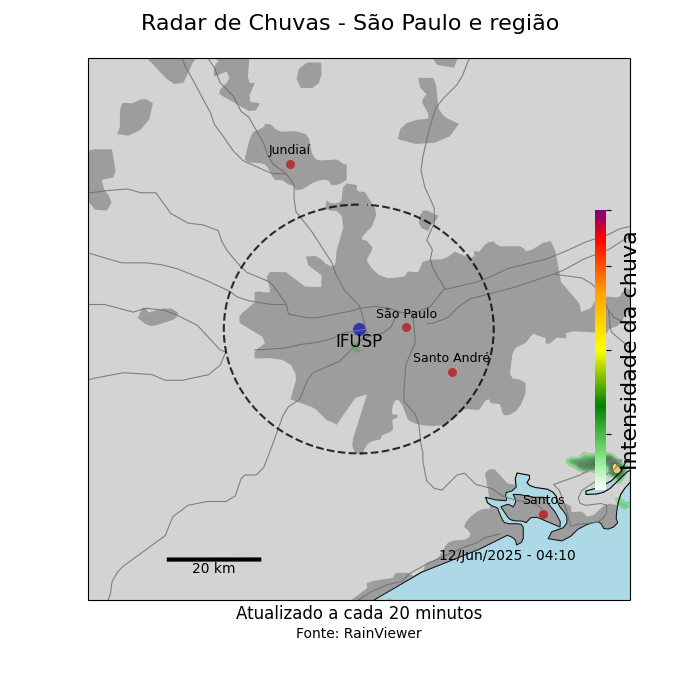 Radar de Chuvas - São Paulo e região
Jundiaí
São Paulo
IFUSP
Santo André
Intensidade da chuva
Santos
12/Jun/2025 - 04:10
20 km
Atualizado a cada 20 minutos
Fonte: RainViewer